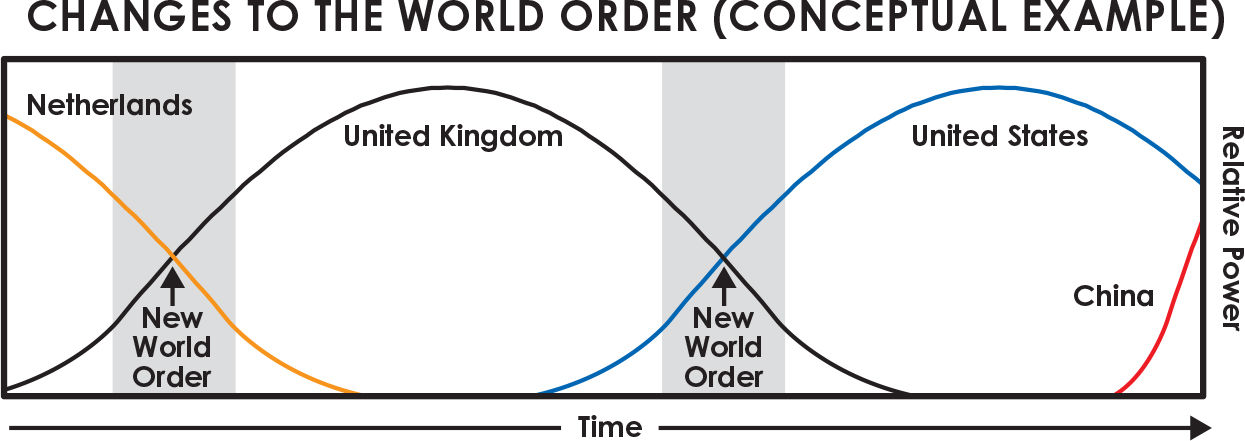 CHANGES TO THE WORLD ORDER (CONCEPTUAL EXAMPLE)
Netherlands
United Kingdom
United States
China
New
World
Order
New
World
Order
Relative Power
Time